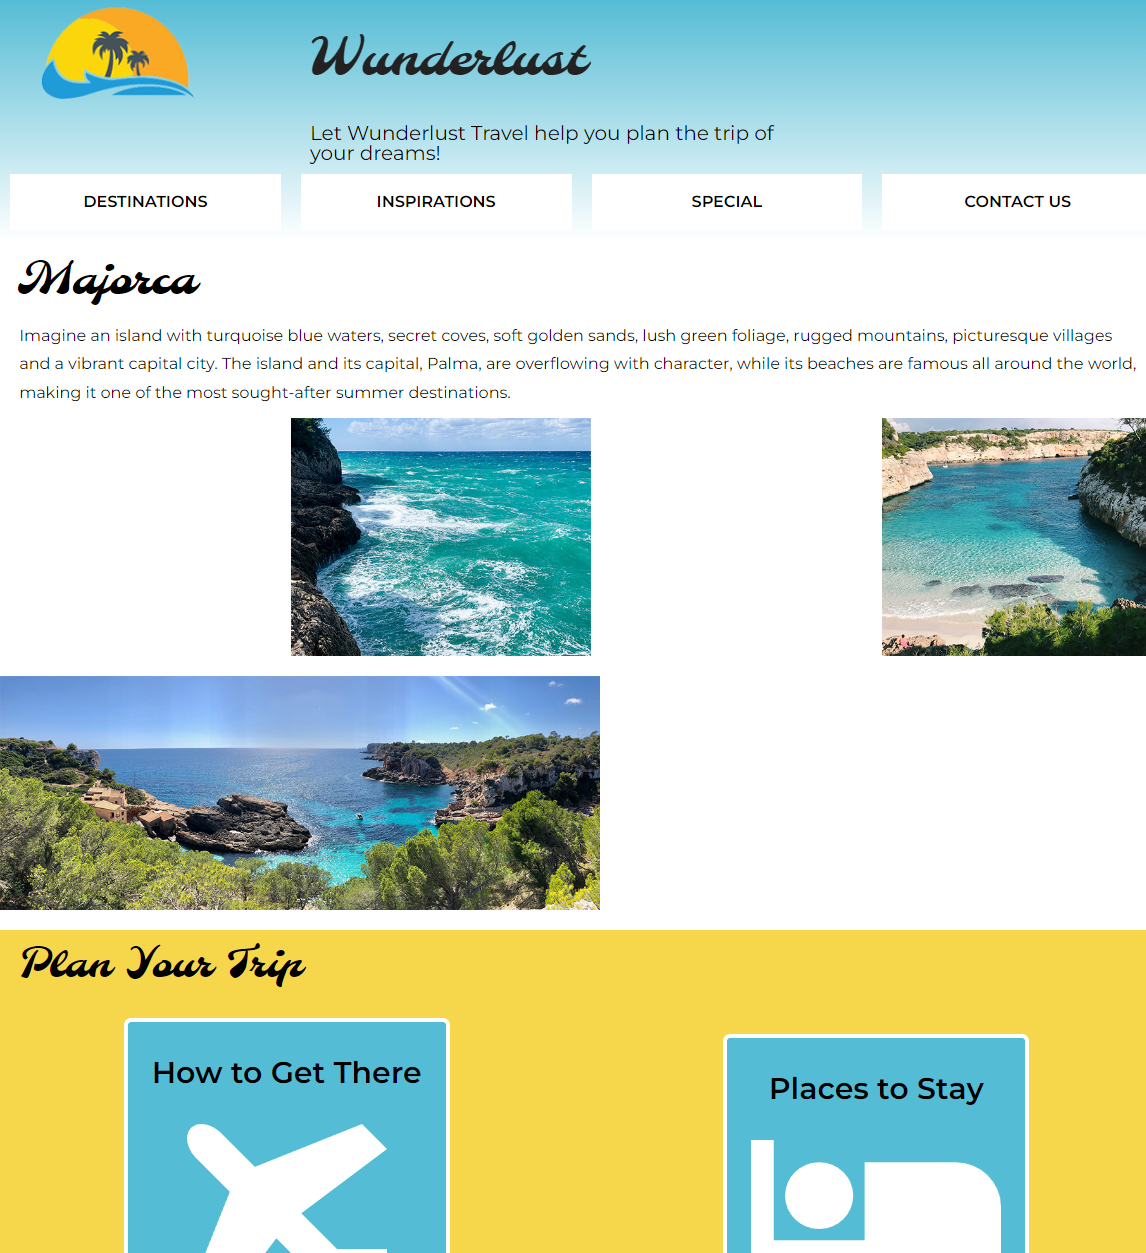 Wunderlust
Let Wunderlust Travel help you plan the trip of
your dreams!
DESTINATIONS
INSPIRATIONS
SPECIAL
CONTACT US
Majorca
Imagine an island with turquoise blue waters, secret coves, soft golden sands, lush green foliage, rugged mountains, picturesque villages
and a vibrant capital city. The island and its capital, Palma, are overflowing with character, while its beaches are famous all around the world,
making it one of the most sought-after summer destinations.
Plan Your Trip
How to Get There
Places to Stay